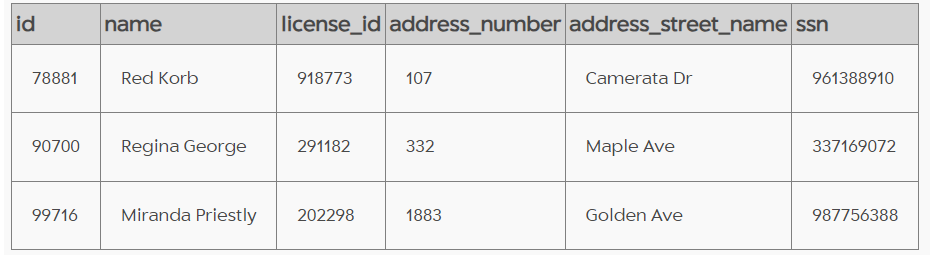 id name license_id address_number address_street_name ssn
78881 Red Korb 918773 107 Camerata Dr 961388910
90700 Regina George 291182 332 Maple Ave 337169072
99716 Miranda Priestly 202298 1883 Golden Ave 987756388